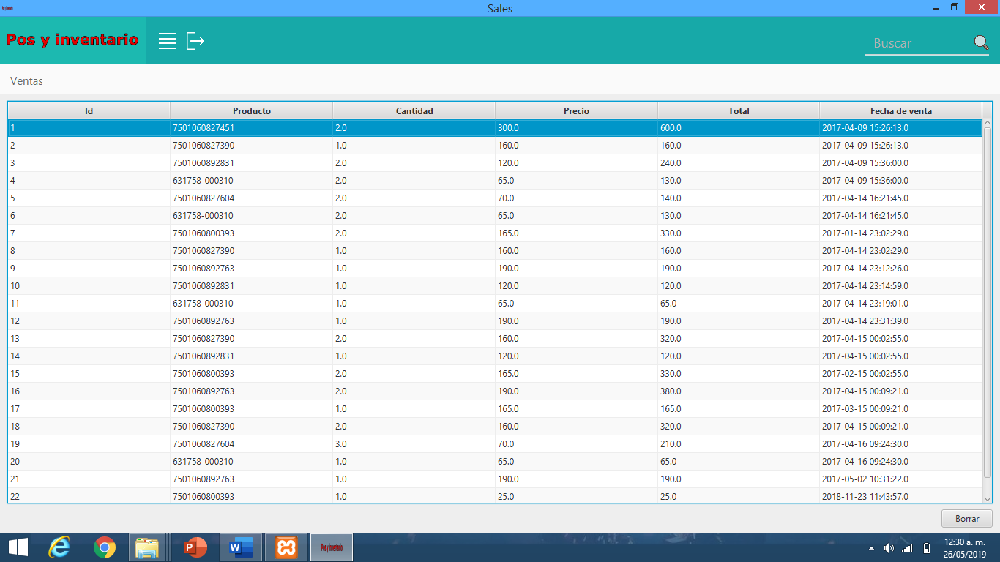 Sales
Pos y inventario
Buscar
Ventas
Id Producto Cantidad Precio Total Fecha de venta
1 7501060827451 2.0 300.0 600.0 2017-04-09 15:26:13.0
2 7501060827390 1.0 160.0 160.0 2017-04-09 15:26:13.0
3 7501060892831 2.0 120.0 240.0 2017-04-09 15:36:00.0
4 631758-000310 2.0 65.0 130.0 2017-04-09 15:36:00.0
5 7501060827604 2.0 70.0 140.0 2017-04-14 16:21:45.0
6 631758-000310 2.0 65.0 130.0 2017-04-14 16:21:45.0
7 7501060800393 2.0 165.0 330.0 2017-01-14 23:02:29.0
8 7501060827390 1.0 160.0 160.0 2017-04-14 23:02:29.0
9 7501060892763 1.0 190.0 190.0 2017-04-14 23:12:26.0
10 7501060892831 1.0 120.0 120.0 2017-04-14 23:14:59.0
11 631758-000310 1.0 65.0 65.0 2017-04-14 23:19:01.0
12 7501060892763 1.0 190.0 190.0 2017-04-14 23:31:39.0
13 7501060827390 2.0 160.0 320.0 2017-04-15 00:02:55.0
14 7501060892831 1.0 120.0 120.0 2017-04-15 00:02:55.0
15 7501060800393 2.0 165.0 330.0 2017-02-15 00:02:55.0
16 7501060892763 2.0 190.0 380.0 2017-04-15 00:09:21.0
17 7501060800393 1.0 165.0 165.0 2017-03-15 00:09:21.0
18 7501060827390 2.0 160.0 320.0 2017-04-15 00:09:21.0
19 7501060827604 3.0 70.0 210.0 2017-04-16 09:24:30.0
20 631758-000310 1.0 65.0 65.0 2017-04-16 09:24:30.0
21 7501060892763 1.0 190.0 190.0 2017-05-02 10:31:22.0
22 7501060800393 1.0 25.0 25.0 2018-11-23 11:43:57.0
Borrar
Pos y inventario
12:30 a. m.
26/05/2019